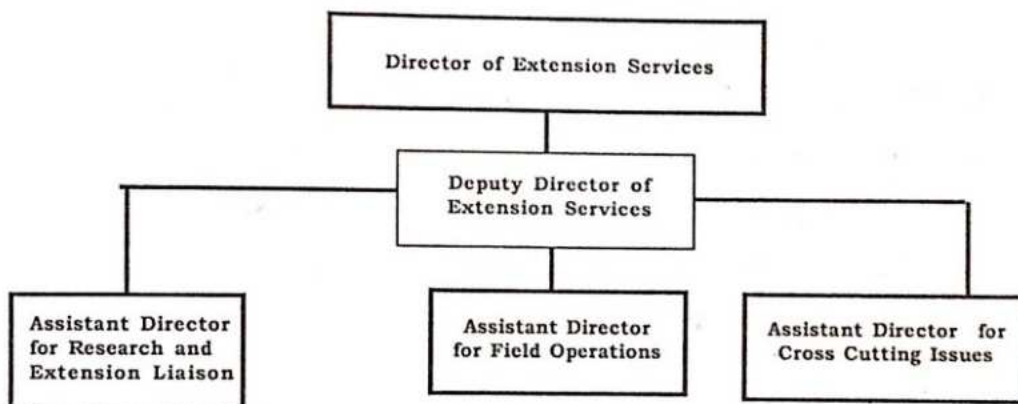 Director of Extension Services
Deputy Director of
Extension Services
Assistant Director
for Research and
Extension Liaison
Assistant Director
for Field Operations
Assistant Director for
Cross Cutting Issues